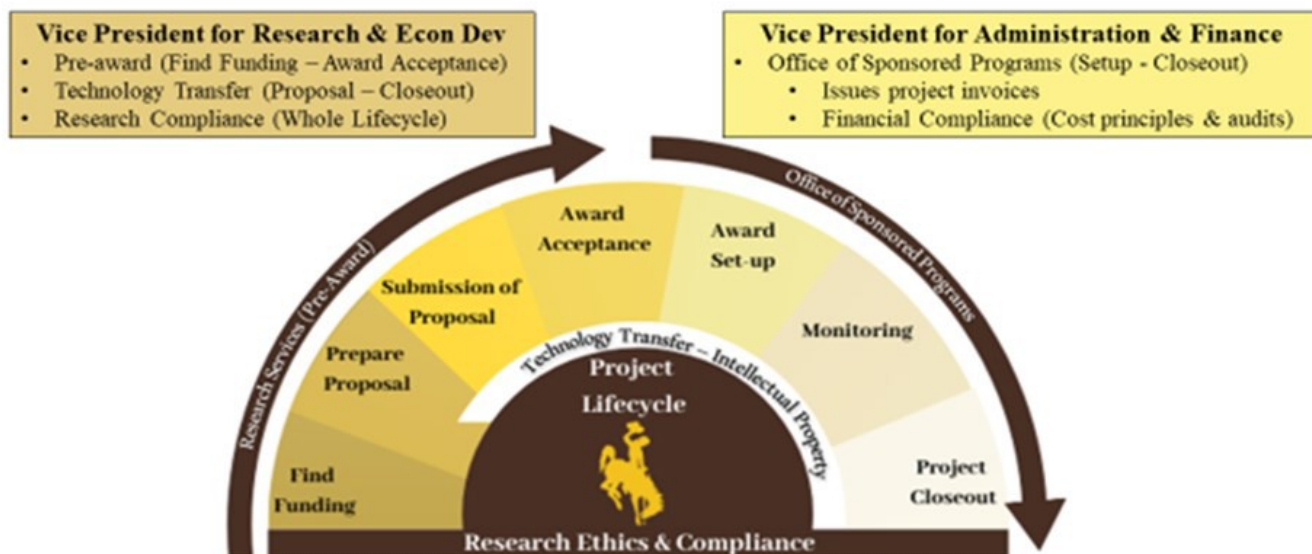 Vice President for Research & Econ Dev
• Pre-award (Find Funding – Award Acceptance)
• Technology Transfer (Proposal – Closeout)
• Research Compliance (Whole Lifecycle)
Vice President for Administration & Finance
• Office of Sponsored Programs (Setup - Closeout)
• Issues project invoices
• Financial Compliance (Cost principles & audits)
Research Services (Pre-Award)
Office of Sponsored Programs
Find
Funding
Prepare
Proposal
Submission of
Proposal
Award
Acceptance
Award
Set-up
Monitoring
Project
Closeout
Technology Transfer – Intellectual Property
Project
Lifecycle
Research Ethics & Compliance